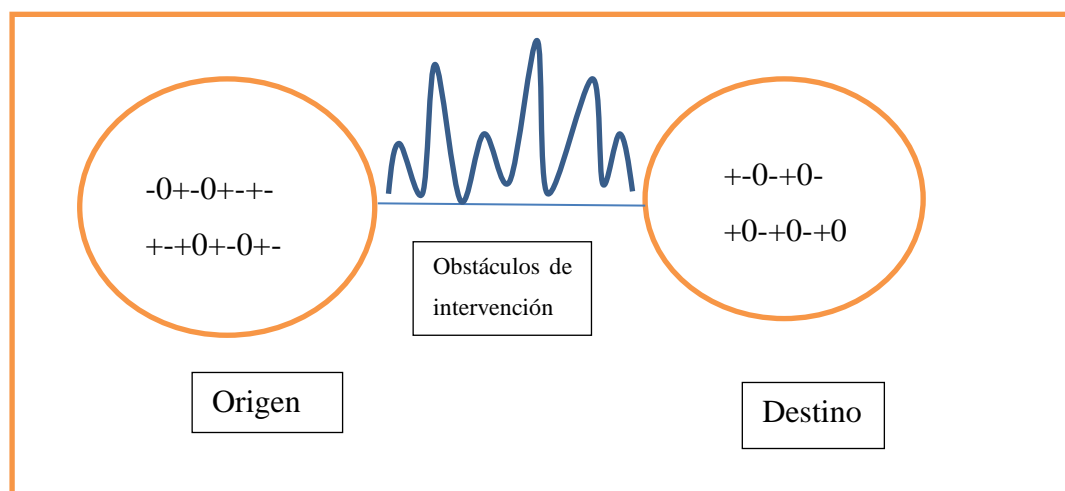 -0+-0+-+-
+-+0+-0+-
+-0-+0-
+0-+0-+0
Obstáculos de
intervención
Origen
Destino